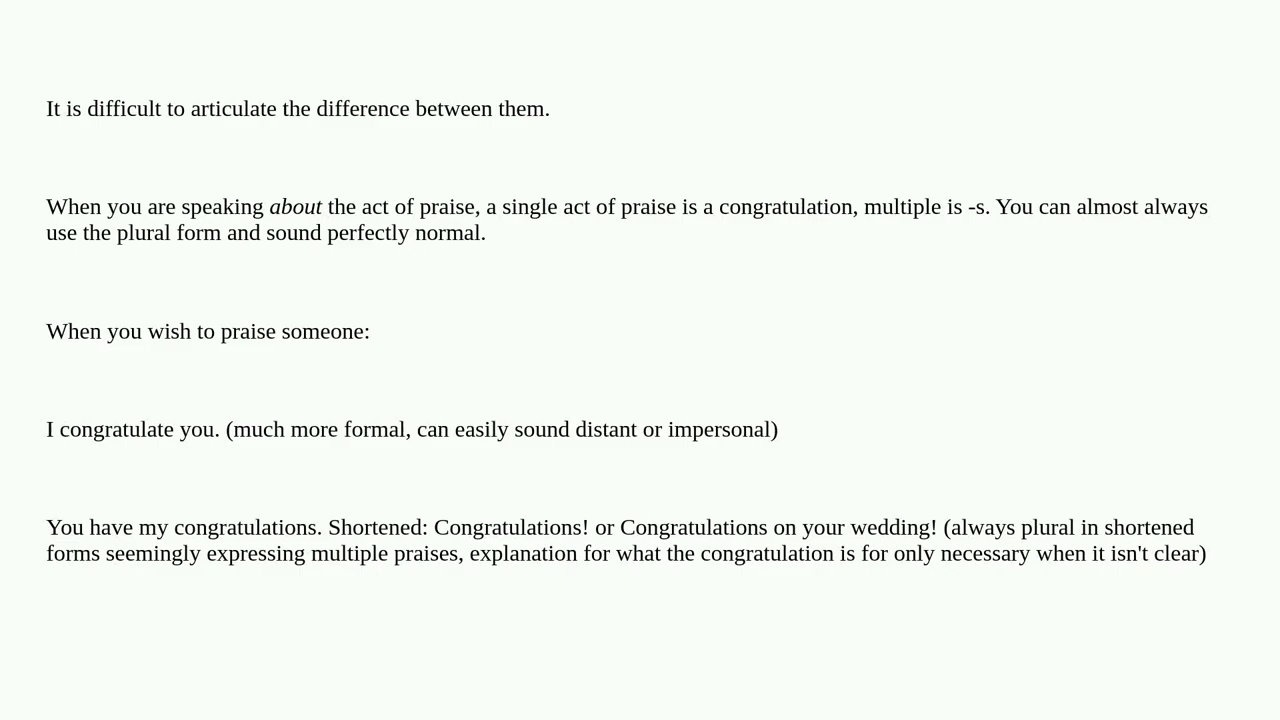 It is difficult to articulate the difference between them.
When you are speaking about the act of praise, a single act of praise is a congratulation, multiple is -s. You can almost always
use the plural form and sound perfectly normal.
When you wish to praise someone:
I congratulate you. (much more formal, can easily sound distant or impersonal)
You have my congratulations. Shortened: Congratulations! or Congratulations on your wedding! (always plural in shortened
forms seemingly expressing multiple praises, explanation for what the congratulation is for only necessary when it isn't clear)